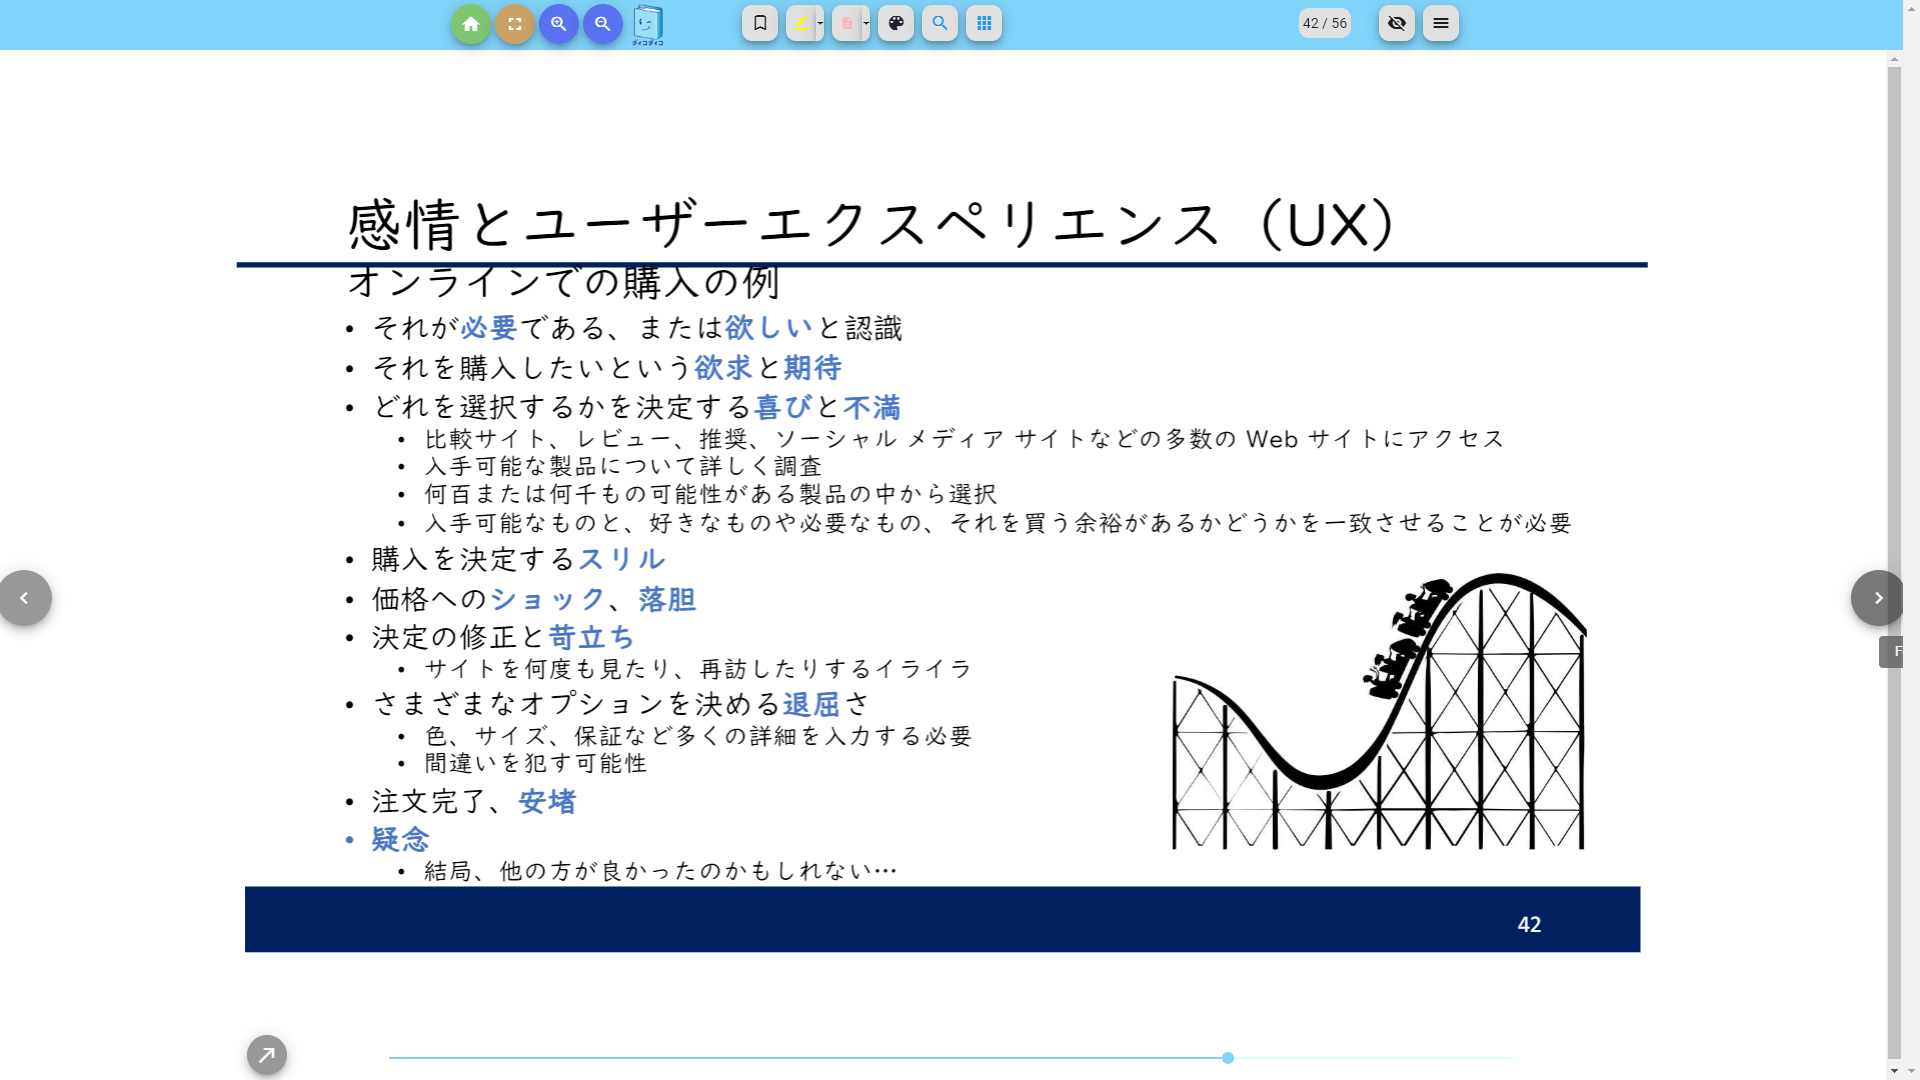 ダィコダィコ
42 / 56
感情とユーザーエクスペリエンス（UX）
オンラインでの購入の例
• それが必要である、または欲しいと認識
• それを購入したいという欲求と期待
• どれを選択するかを決定する喜びと不満
• 比較サイト、レビュー、推奨、ソーシャル メディア サイトなどの多数の Web サイトにアクセス
• 入手可能な製品について詳しく調査
• 何百または何千もの可能性がある製品の中から選択
• 入手可能なものと、好きなものや必要なもの、それを買う余裕があるかどうかを一致させることが必要
• 購入を決定するスリル
• 価格へのショック、落胆
• 決定の修正と苛立ち
• サイトを何度も見たり、再訪したりするイライラ
• さまざまなオプションを決める退屈さ
• 色、サイズ、保証など多くの詳細を入力する必要
• 間違いを犯す可能性
• 注文完了、安堵
• 疑念
• 結局、他の方が良かったのかもしれない…
42
F